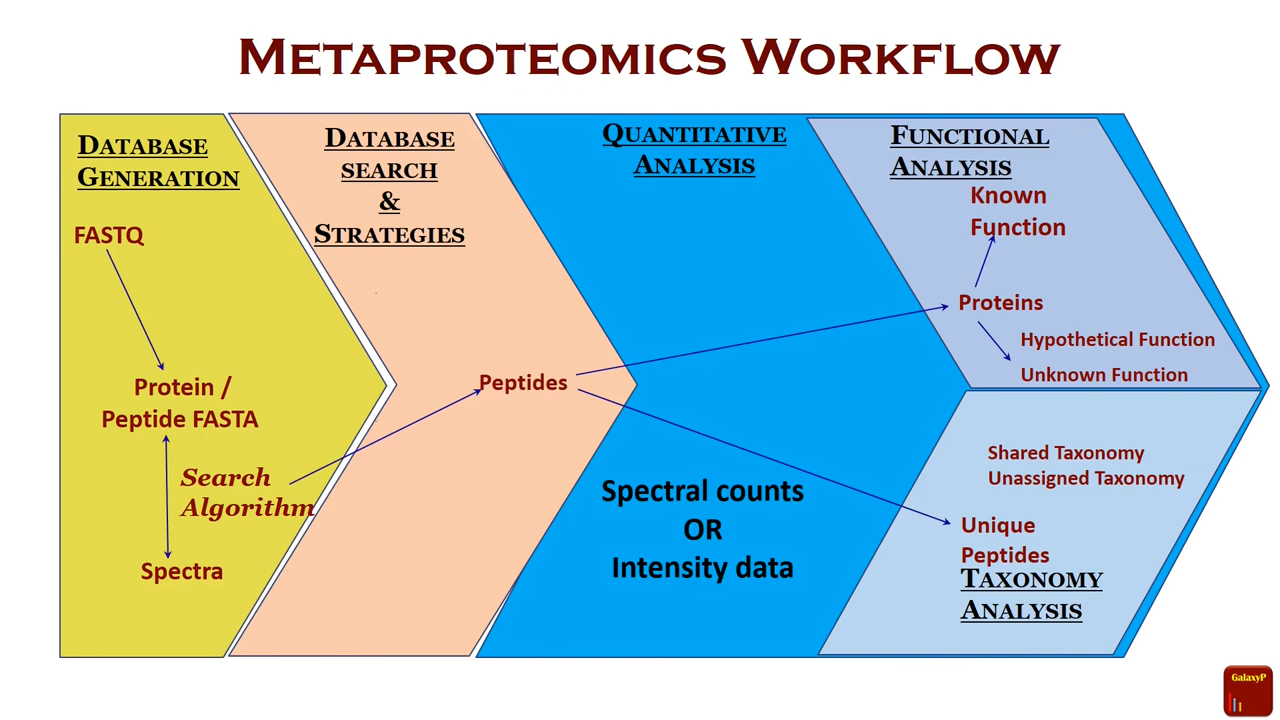 METAPROTEOMICS WORKFLOW
DATABASE
GENERATION
FASTQ
Protein /
Peptide FASTA
Search
Algorithm
Spectra
DATABASE
SEARCH
&
STRATEGIES
Peptides
QUANTITATIVE
ANALYSIS
Spectral counts
OR
Intensity data
FUNCTIONAL
ANALYSIS
Known
Function
Proteins
Hypothetical Function
Unknown Function
Shared Taxonomy
Unassigned Taxonomy
Unique
Peptides
TAXONOMY
ANALYSIS
GalaxyP